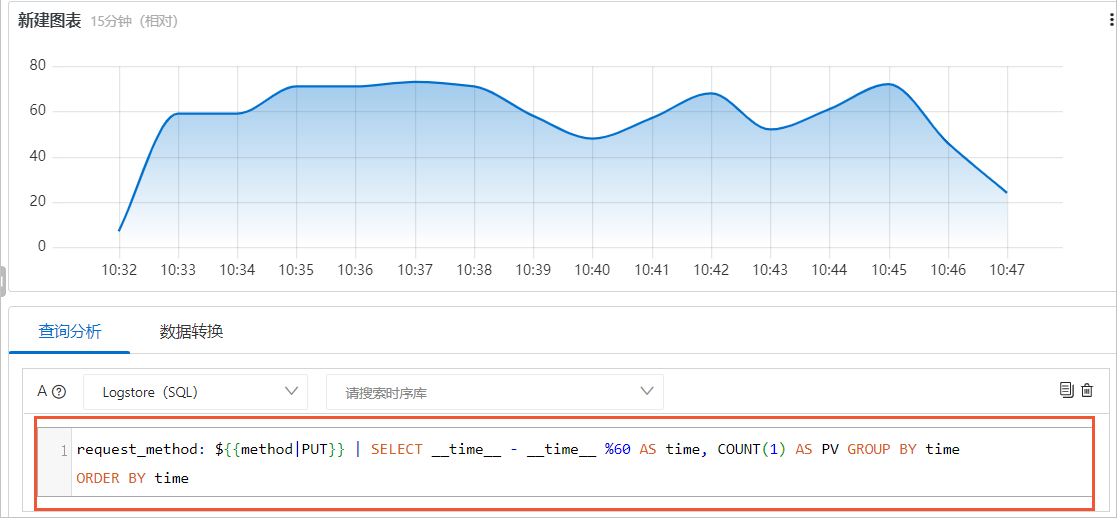 新建图表 15分钟（相对）
80
60
40
20
0
10:32 10:33 10:34 10:35 10:36 10:37 10:38 10:39 10:40 10:41 10:42 10:43 10:44 10:45 10:46 10:47
查询分析 数据转换
A ? Logstore（SQL） 请搜索时序库
1 request_method: ${{method|PUT}} | SELECT __time__ - __time__ %60 AS time, COUNT(1) AS PV GROUP BY time
ORDER BY time